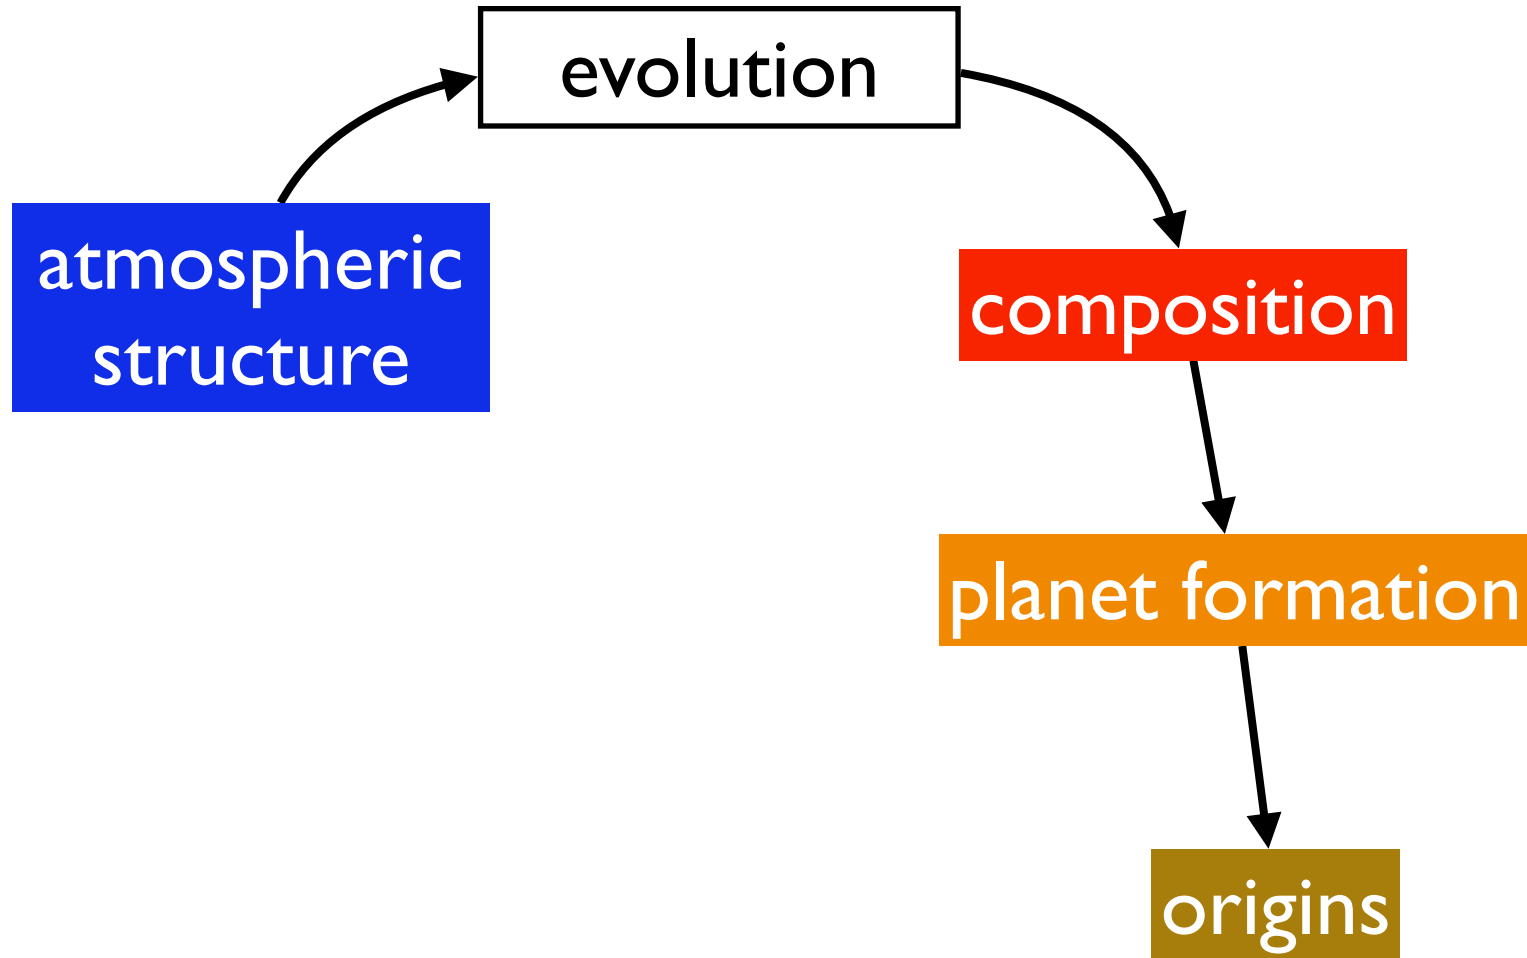 evolution
atmospheric
structure
composition
planet formation
origins